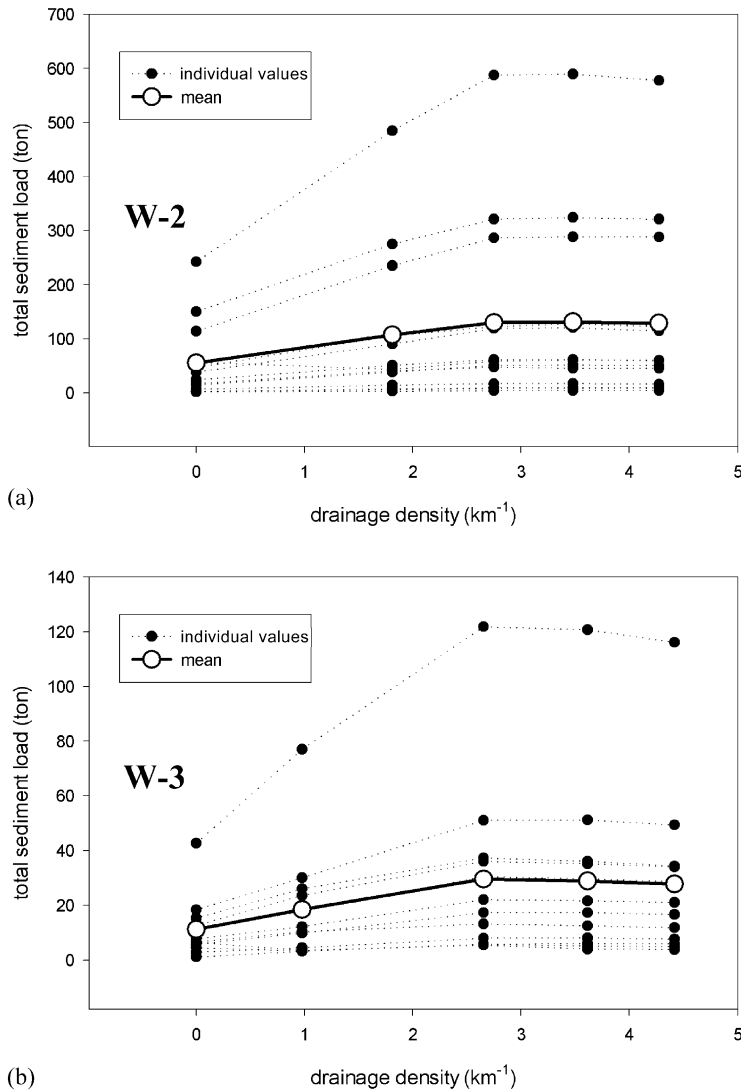 700
600
500
400
300
200
100
0
total sediment load (ton)
individual values
mean
W-2
0 1 2 3 4 5
drainage density (km-1)
(a)
140
120
100
80
60
40
20
0
total sediment load (ton)
individual values
mean
W-3
0 1 2 3 4 5
drainage density (km-1)
(b)